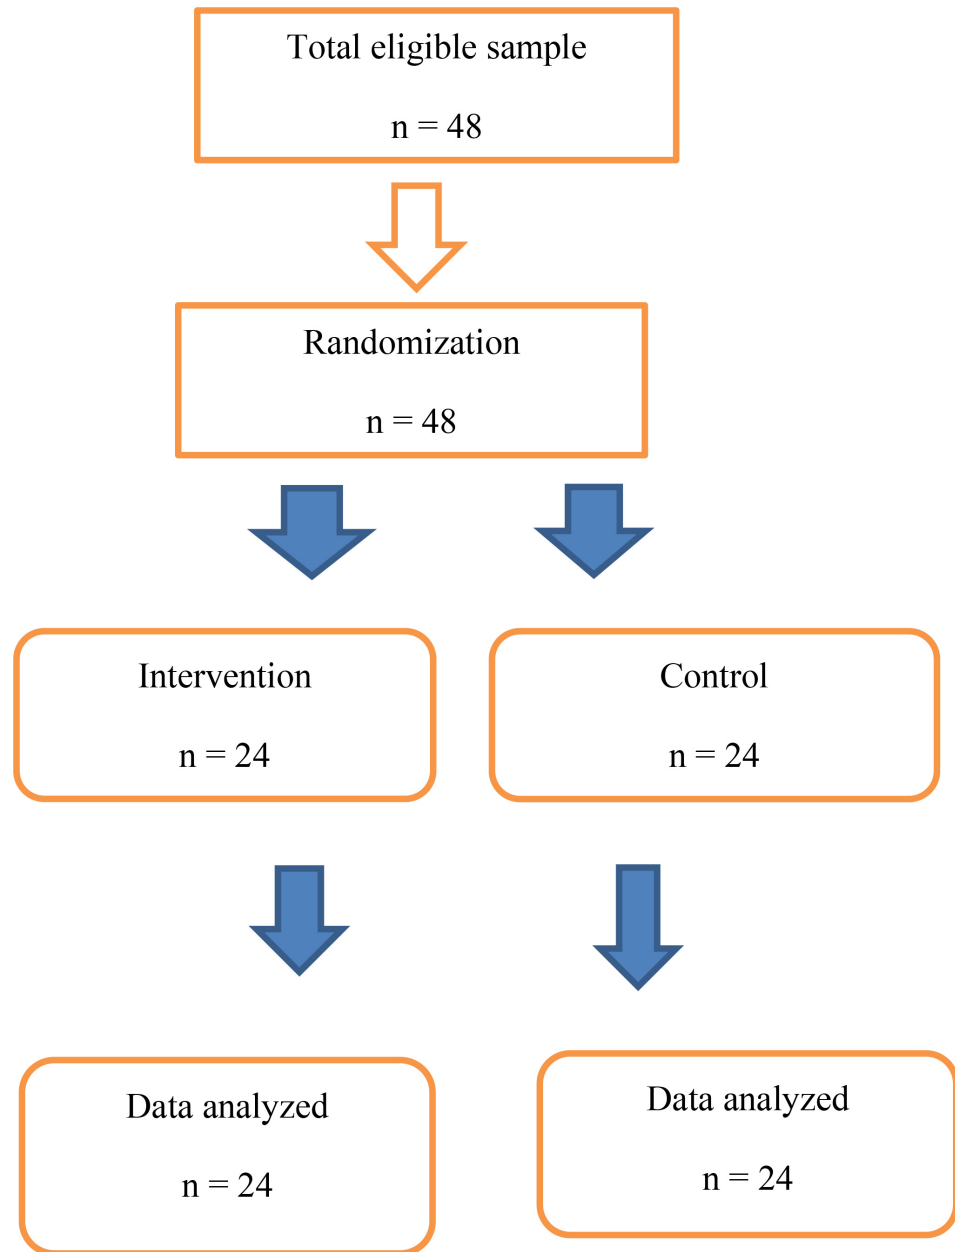 Total eligible sample
n = 48
Randomization
n = 48
Intervention
n = 24
Control
n = 24
Data analyzed
n = 24
Data analyzed
n = 24